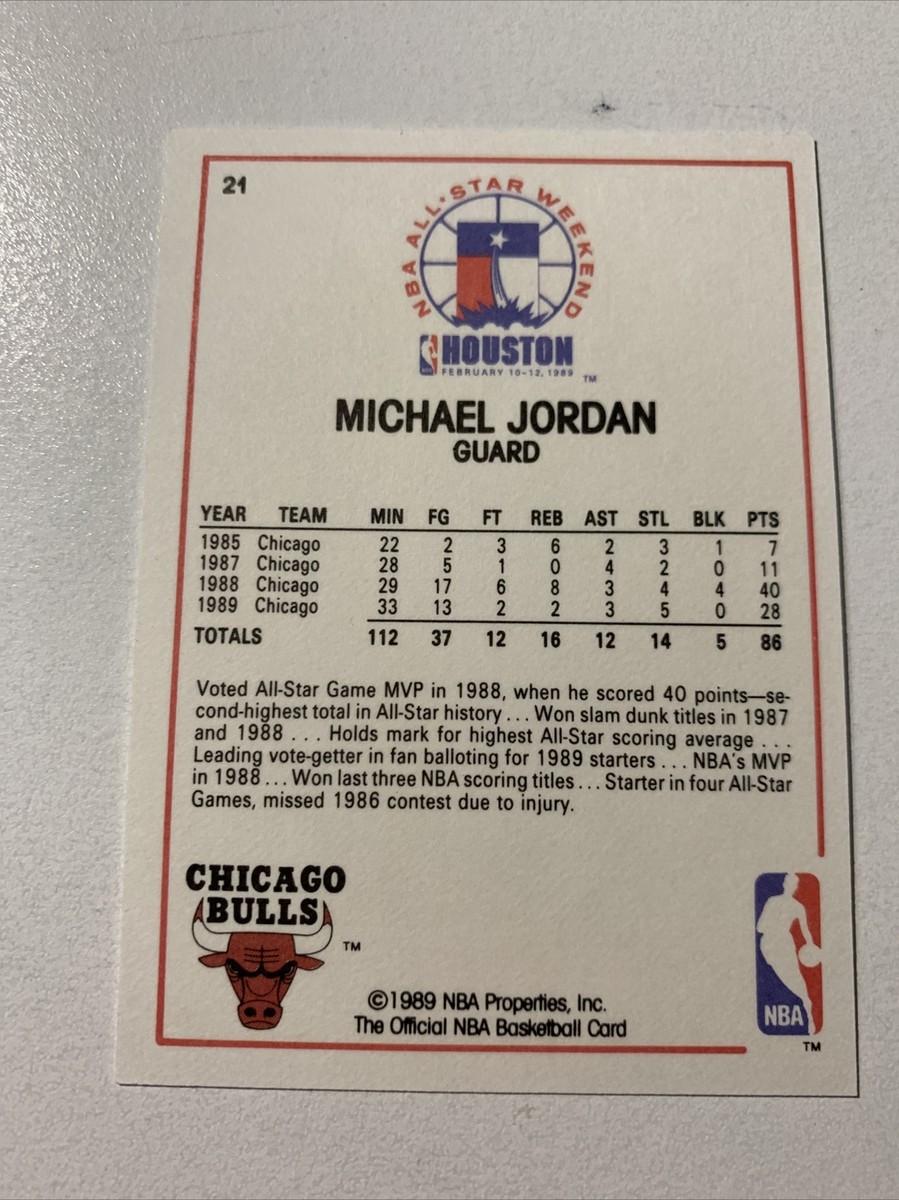 21
NBA ALL·STAR WEEKEND
HOUSTON
FEBRUARY 10-12, 1989
TM
MICHAEL JORDAN
GUARD
YEAR TEAM MIN FG FT REB AST STL BLK PTS
1985 Chicago 22 2 3 6 2 3 1 7
1987 Chicago 28 5 1 0 4 2 0 11
1988 Chicago 29 17 6 8 3 4 4 40
1989 Chicago 33 13 2 2 3 5 0 28
TOTALS 112 37 12 16 12 14 5 86
Voted All-Star Game MVP in 1988, when he scored 40 points—se-
cond-highest total in All-Star history . . . Won slam dunk titles in 1987
and 1988 . . . Holds mark for highest All-Star scoring average . . .
Leading vote-getter in fan balloting for 1989 starters . . . NBA's MVP
in 1988 . . . Won last three NBA scoring titles . . . Starter in four All-Star
Games, missed 1986 contest due to injury.
CHICAGO
BULLS
TM
©1989 NBA Properties, Inc.
The Official NBA Basketball Card
NBA
TM